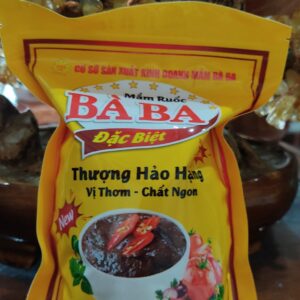 CƠ SỞ SẢN XUẤT KINH DOANH MẮM BÀ BA
Mắm Ruốc
BÀ BA
Đặc Biệt
Thượng Hảo Hạng
Vị Thơm - Chất Ngon
New